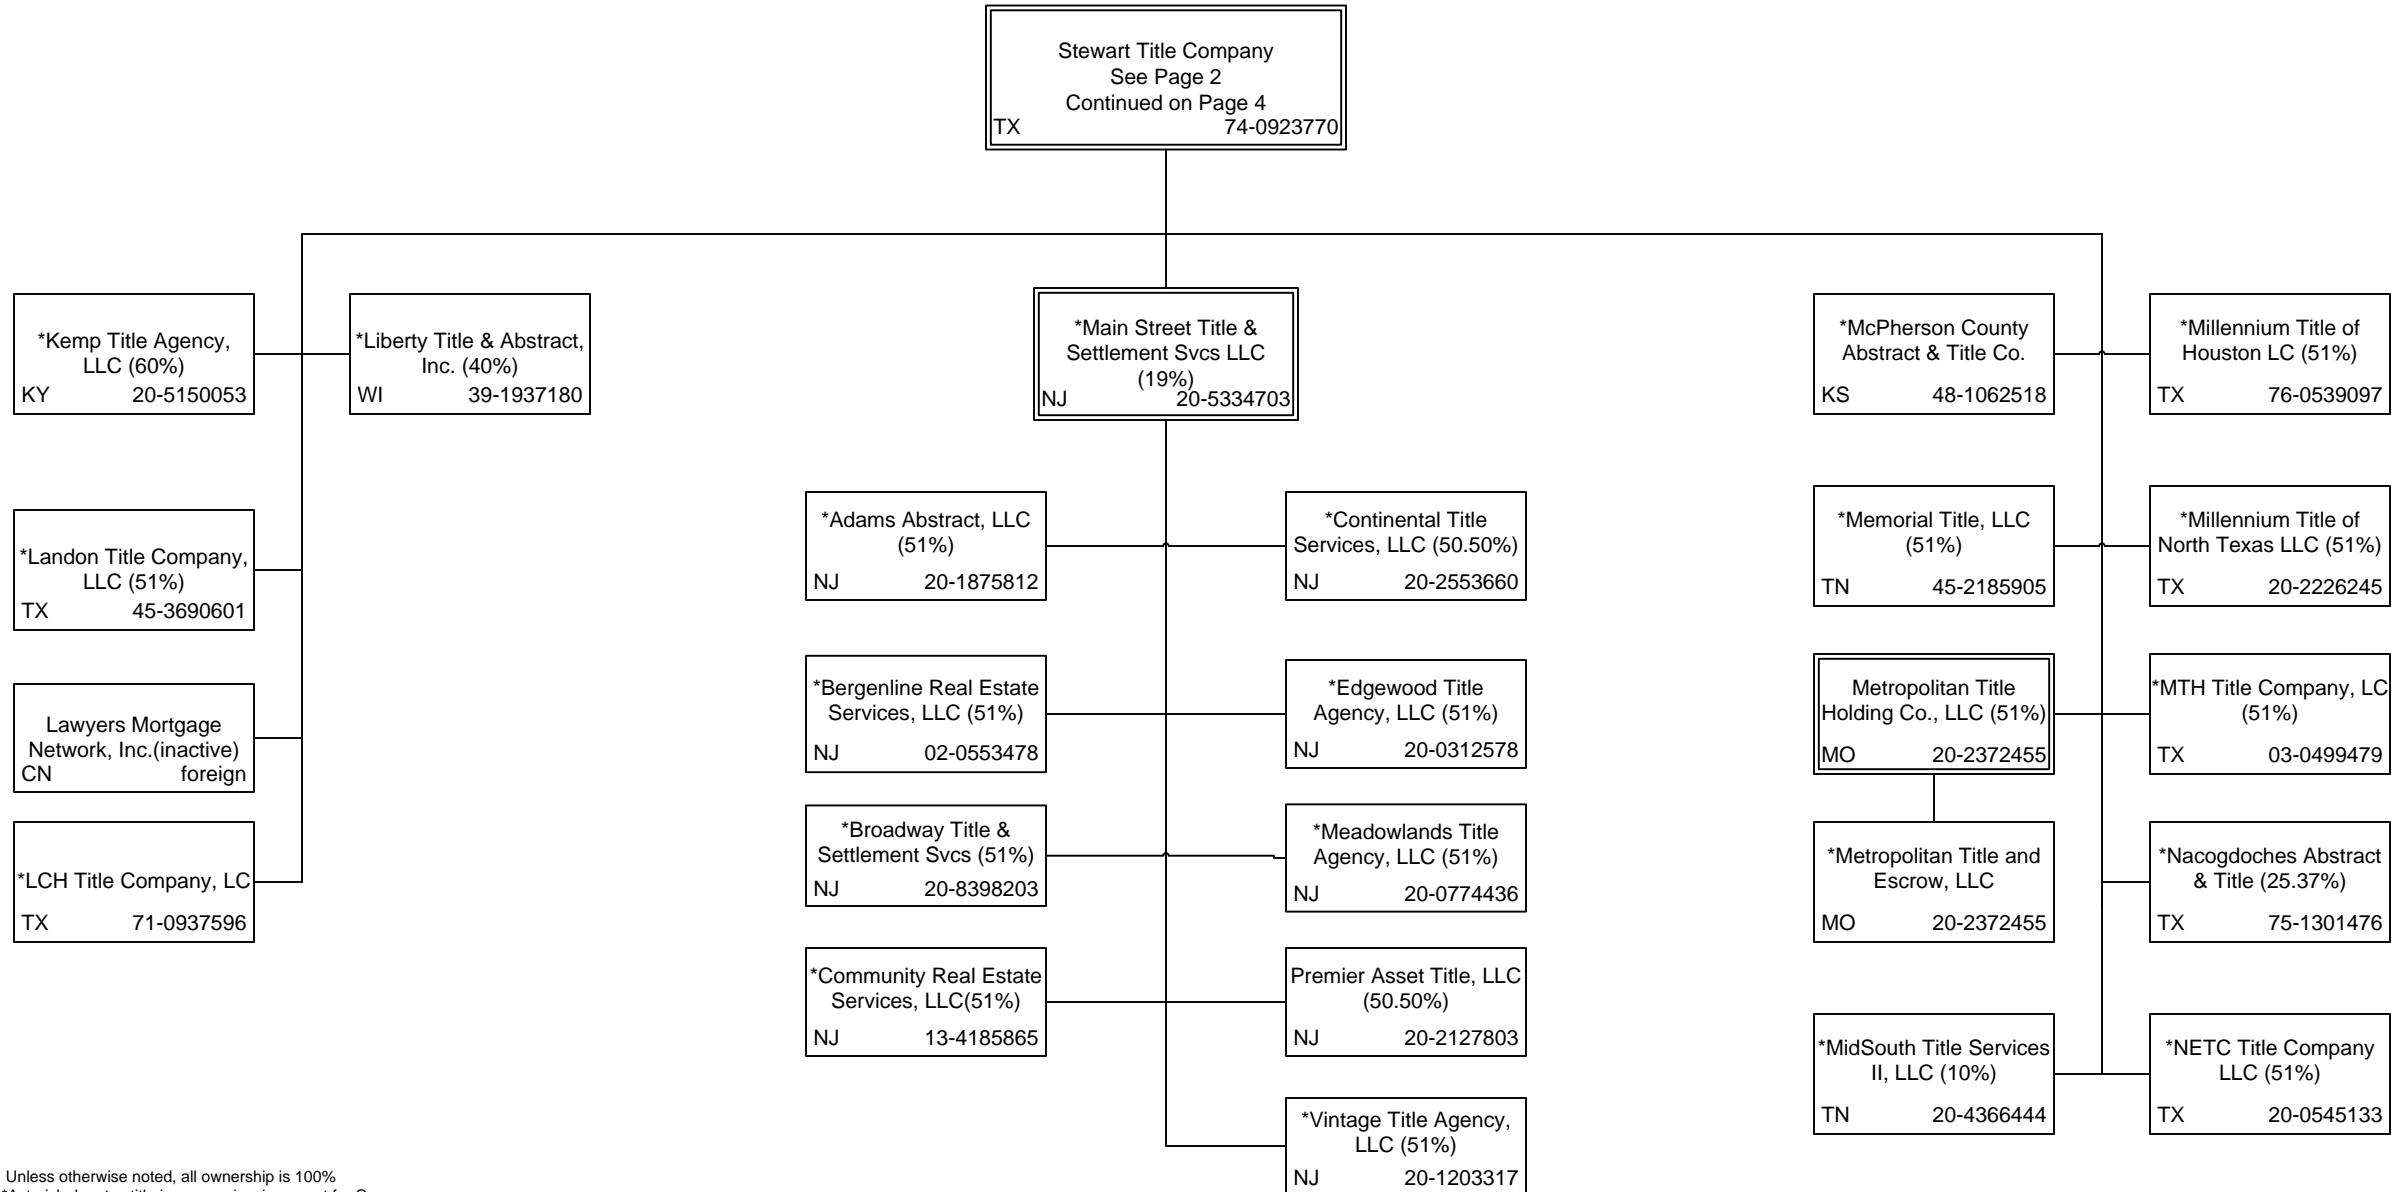 Stewart Title Company
See Page 2
Continued on Page 4
TX 74-0923770
*Kemp Title Agency,
LLC (60%)
KY 20-5150053
*Liberty Title & Abstract,
Inc. (40%)
WI 39-1937180
*Landon Title Company,
LLC (51%)
TX 45-3690601
Lawyers Mortgage
Network, Inc.(inactive)
CN foreign
*LCH Title Company, LC
TX 71-0937596
*Main Street Title &
Settlement Svcs LLC
(19%)
NJ 20-5334703
*Adams Abstract, LLC
(51%)
NJ 20-1875812
*Continental Title
Services, LLC (50.50%)
NJ 20-2553660
*Bergenline Real Estate
Services, LLC (51%)
NJ 02-0553478
*Edgewood Title
Agency, LLC (51%)
NJ 20-0312578
*Broadway Title &
Settlement Svcs (51%)
NJ 20-8398203
*Meadowlands Title
Agency, LLC (51%)
NJ 20-0774436
*Community Real Estate
Services, LLC(51%)
NJ 13-4185865
Premier Asset Title, LLC
(50.50%)
NJ 20-2127803
*Vintage Title Agency,
LLC (51%)
NJ 20-1203317
*McPherson County
Abstract & Title Co.
KS 48-1062518
*Millennium Title of
Houston LC (51%)
TX 76-0539097
*Memorial Title, LLC
(51%)
TN 45-2185905
*Millennium Title of
North Texas LLC (51%)
TX 20-2226245
Metropolitan Title
Holding Co., LLC (51%)
MO 20-2372455
*MTH Title Company, LC
(51%)
TX 03-0499479
*Metropolitan Title and
Escrow, LLC
MO 20-2372455
*Nacogdoches Abstract
& Title (25.37%)
TX 75-1301476
*MidSouth Title Services
II, LLC (10%)
TN 20-4366444
*NETC Title Company
LLC (51%)
TX 20-0545133
Unless otherwise noted, all ownership is 100%